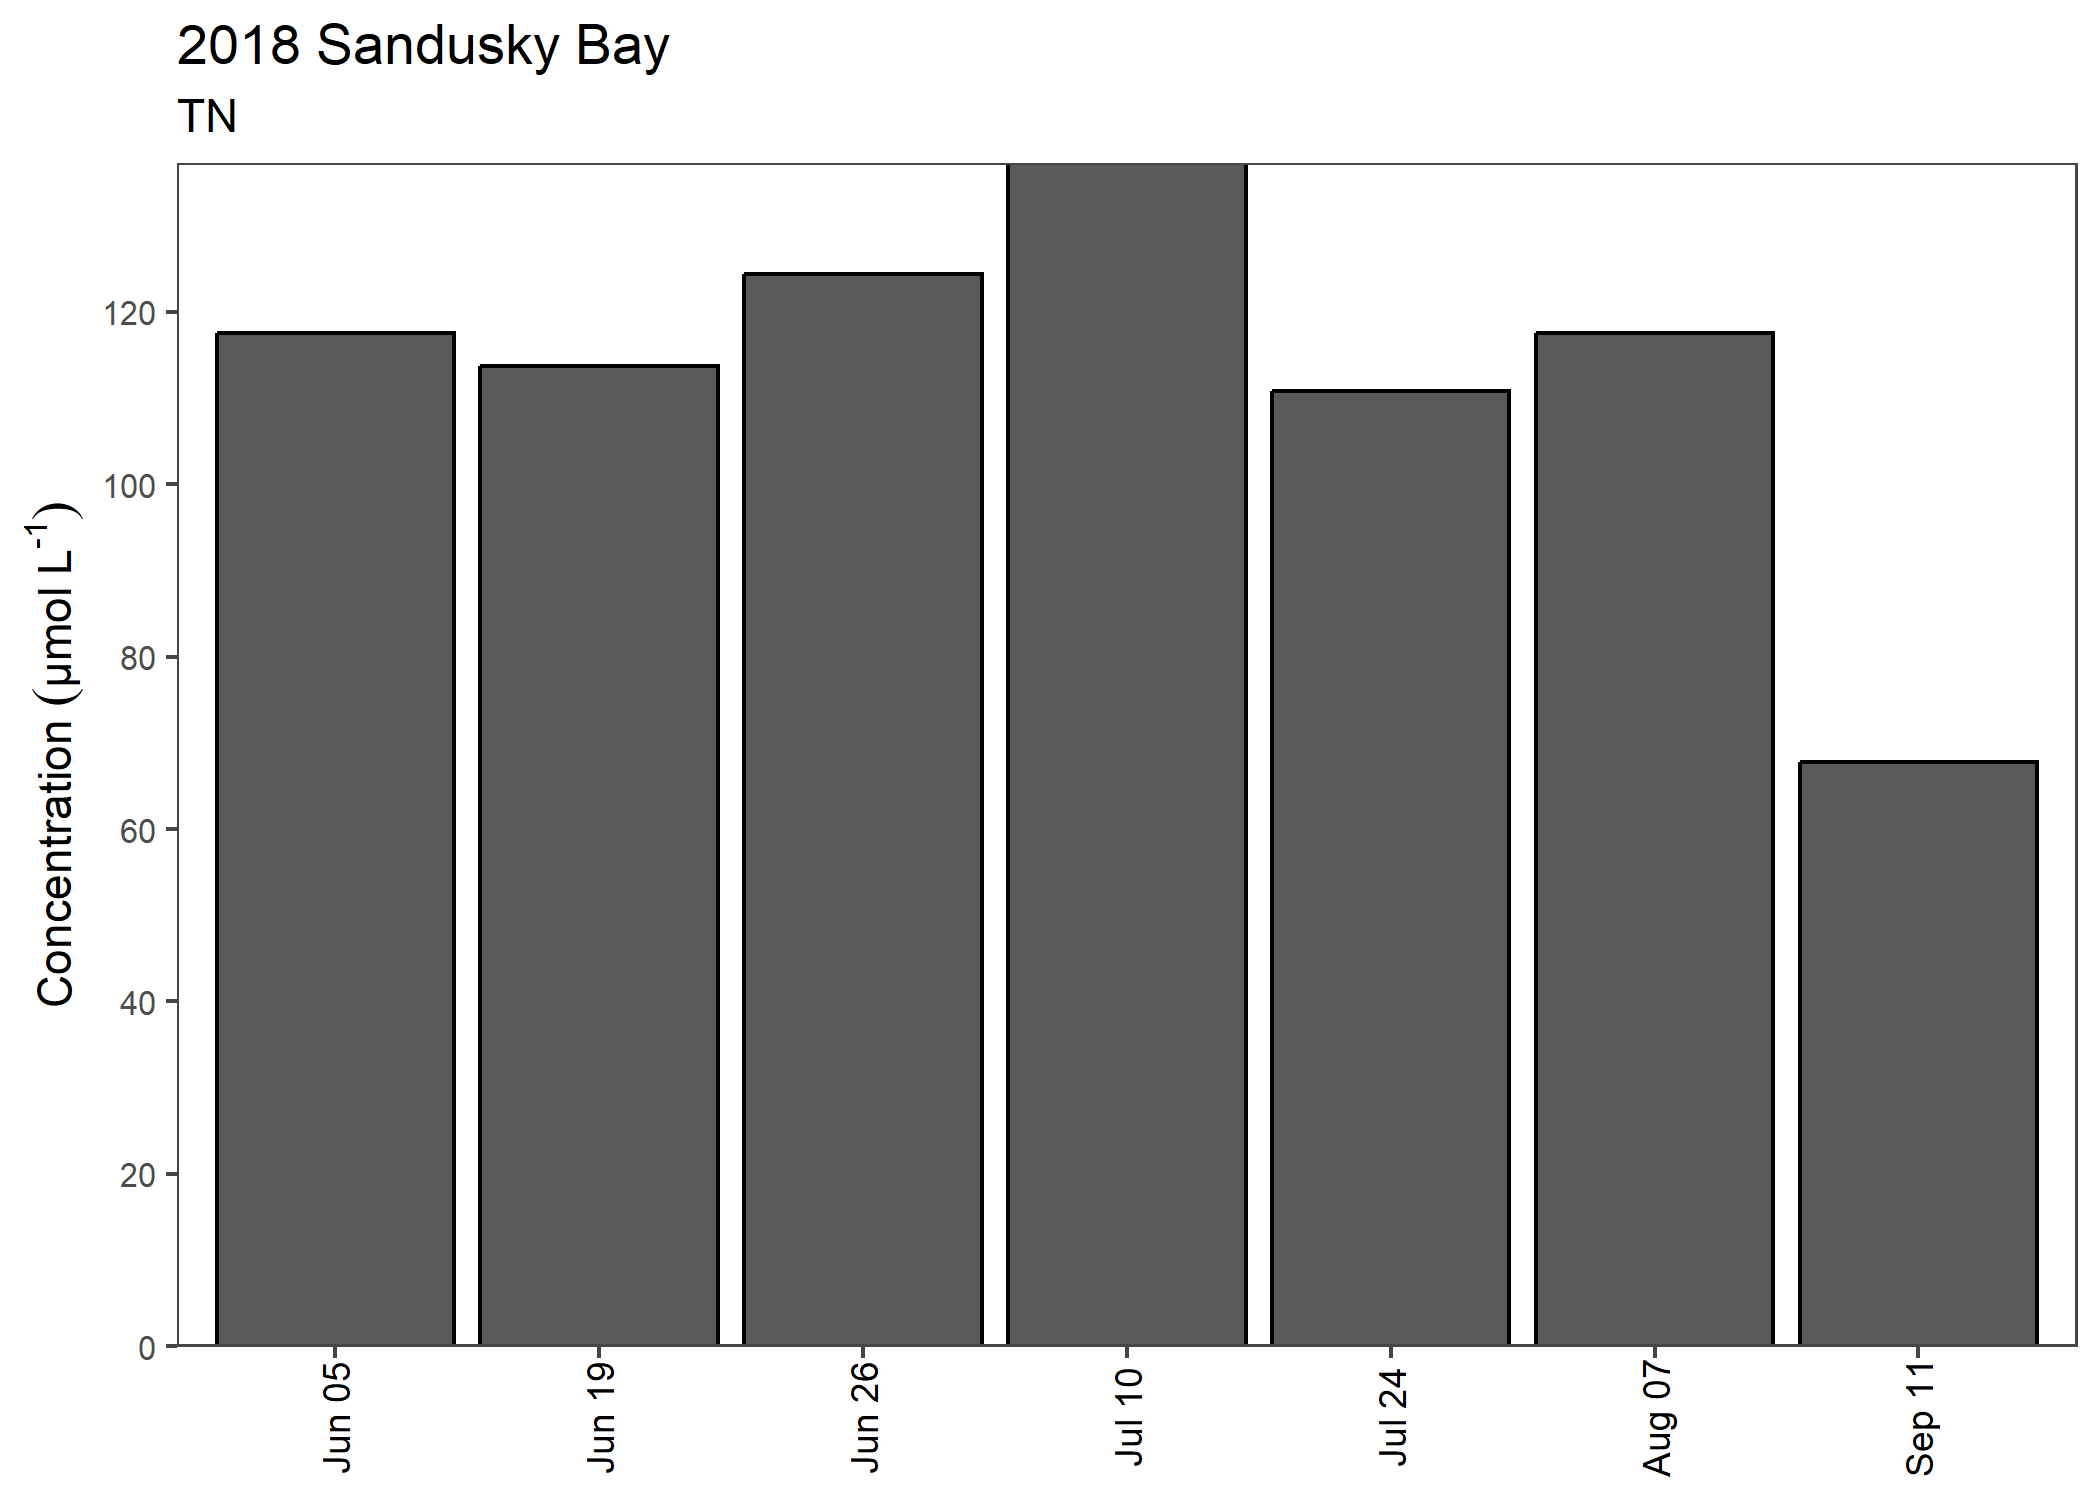 2018 Sandusky Bay
TN
Concentration (µmol L⁻¹)
120
100
80
60
40
20
0
Jun 05
Jun 19
Jun 26
Jul 10
Jul 24
Aug 07
Sep 11